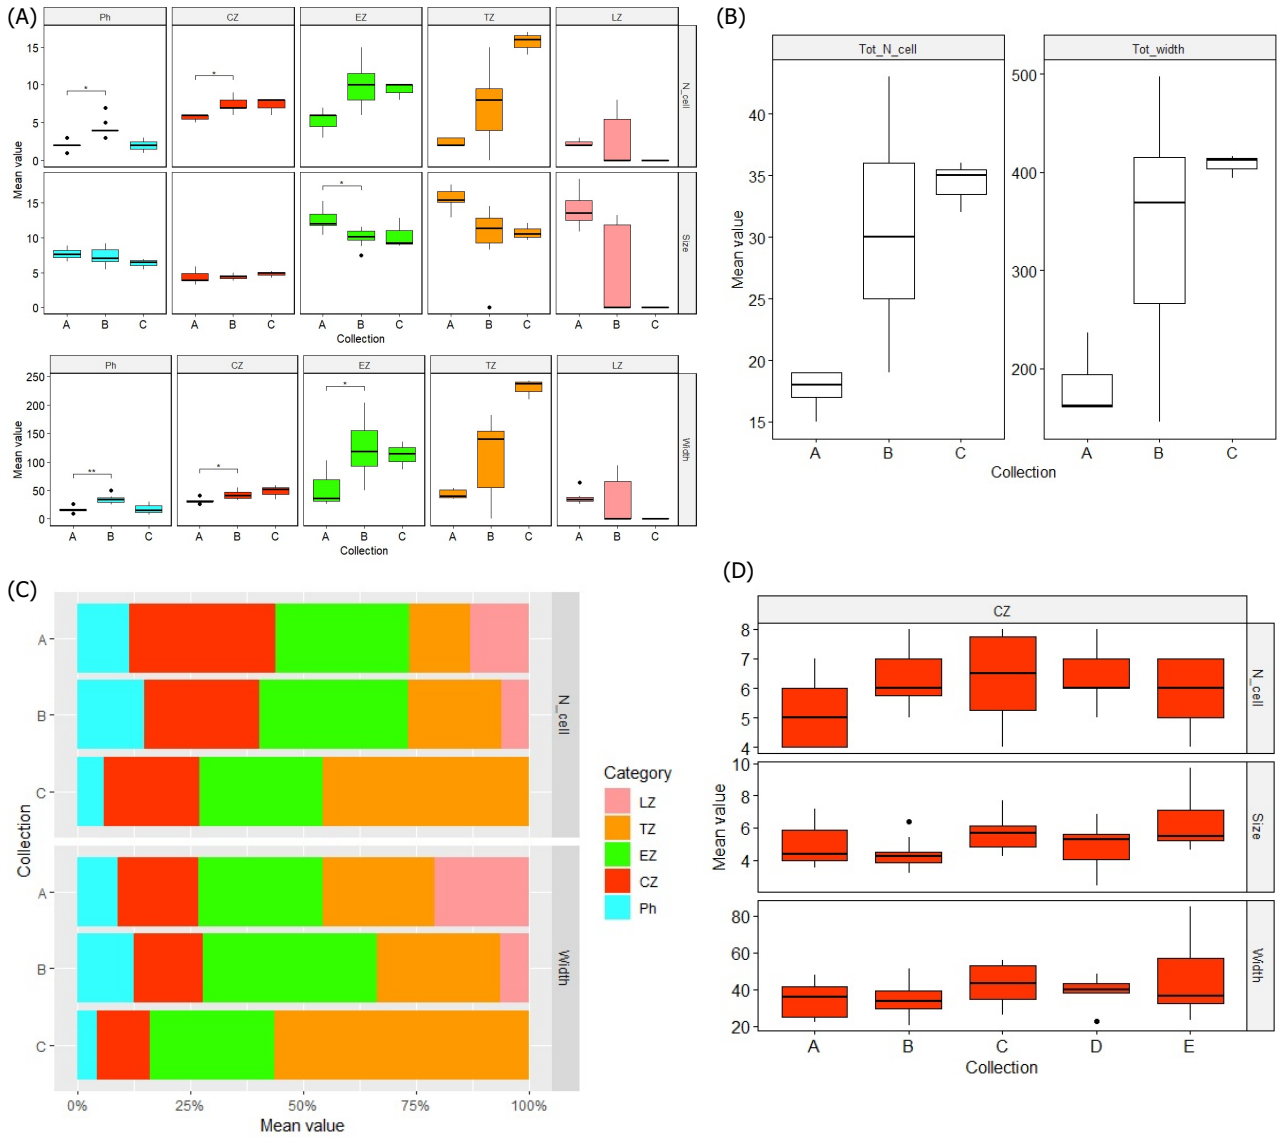 (A)
Ph CZ EZ TZ LZ
15
10
5
0
N_cell
* *
Mean value
15
10
5
0
Size
*
A B C A B C A B C A B C A B C
Collection
Ph CZ EZ TZ LZ
250
200
150
100
50
0
Mean value
Width
** * *
A B C A B C A B C A B C A B C
Collection
(B)
Tot_N_cell Tot_width
40
35
30
25
20
15
500
400
300
200
Mean value
A B C A B C
Collection
(C)
A
B
C
N_cell
A
B
C
Width
Collection
0% 25% 50% 75% 100%
Mean value
Category
LZ
TZ
EZ
CZ
Ph
(D)
CZ
8
7
6
5
4
N_cell
10
8
6
4
Size
80
60
40
20
Width
Mean value
A B C D E
Collection